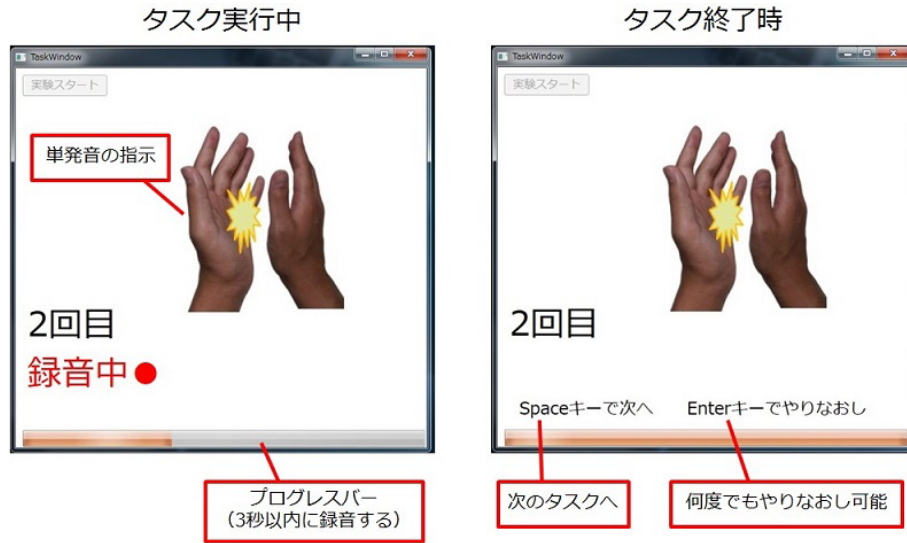 タスク実行中
TaskWindow
実験スタート
単発音の指示
2回目
録音中●
プログレスバー
(3秒以内に録音する)
タスク終了時
TaskWindow
実験スタート
2回目
Spaceキーで次へ Enterキーでやりなおし
次のタスクへ
何度でもやりなおし可能